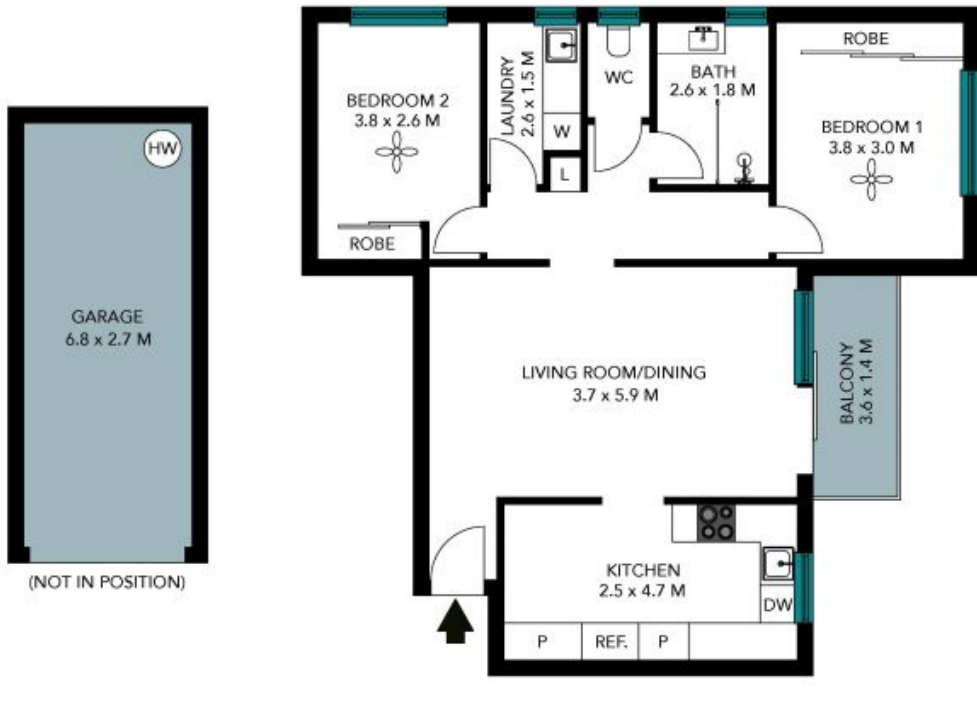 HW
GARAGE
6.8 x 2.7 M
(NOT IN POSITION)
BEDROOM 2
3.8 x 2.6 M
ROBE
LAUNDRY
2.6 x 1.5 M
W
L
WC
BATH
2.6 x 1.8 M
ROBE
BEDROOM 1
3.8 x 3.0 M
LIVING ROOM/DINING
3.7 x 5.9 M
BALCONY
3.6 x 1.4 M
KITCHEN
2.5 x 4.7 M
DW
P
REF.
P